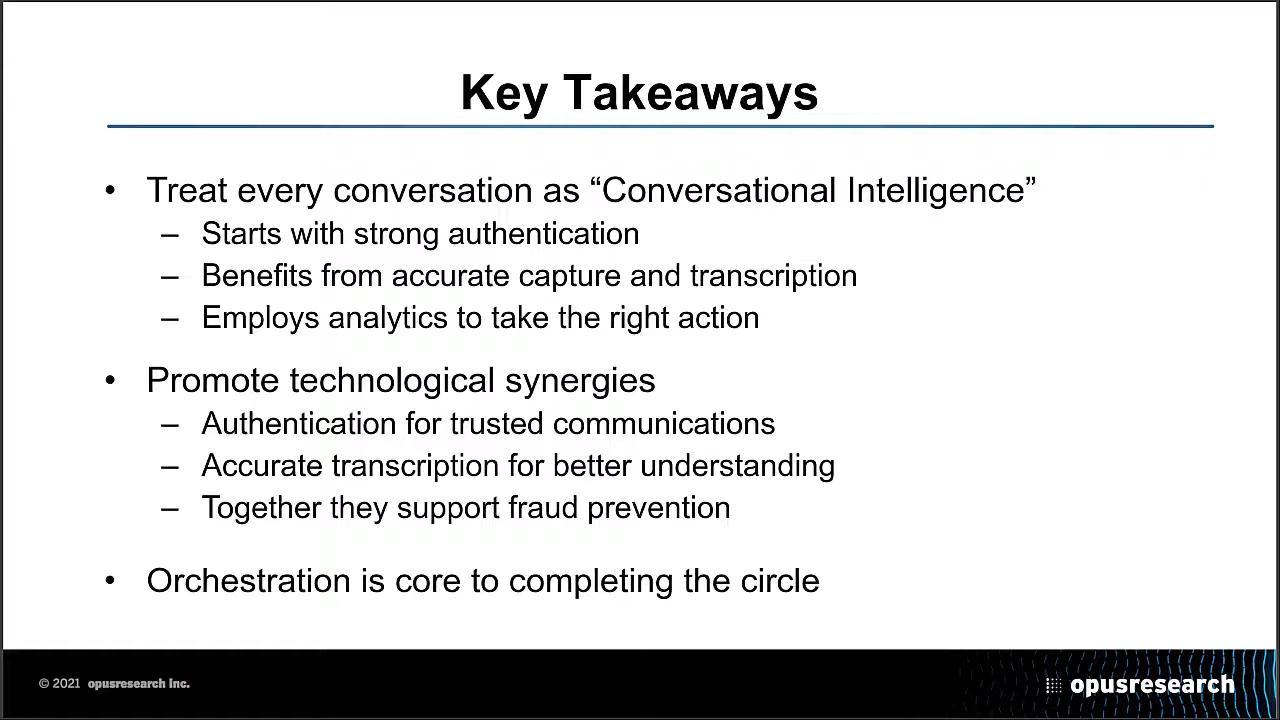 Key Takeaways
• Treat every conversation as “Conversational Intelligence”
– Starts with strong authentication
– Benefits from accurate capture and transcription
– Employs analytics to take the right action
• Promote technological synergies
– Authentication for trusted communications
– Accurate transcription for better understanding
– Together they support fraud prevention
• Orchestration is core to completing the circle
© 2021 opusresearch Inc.
opusresearch